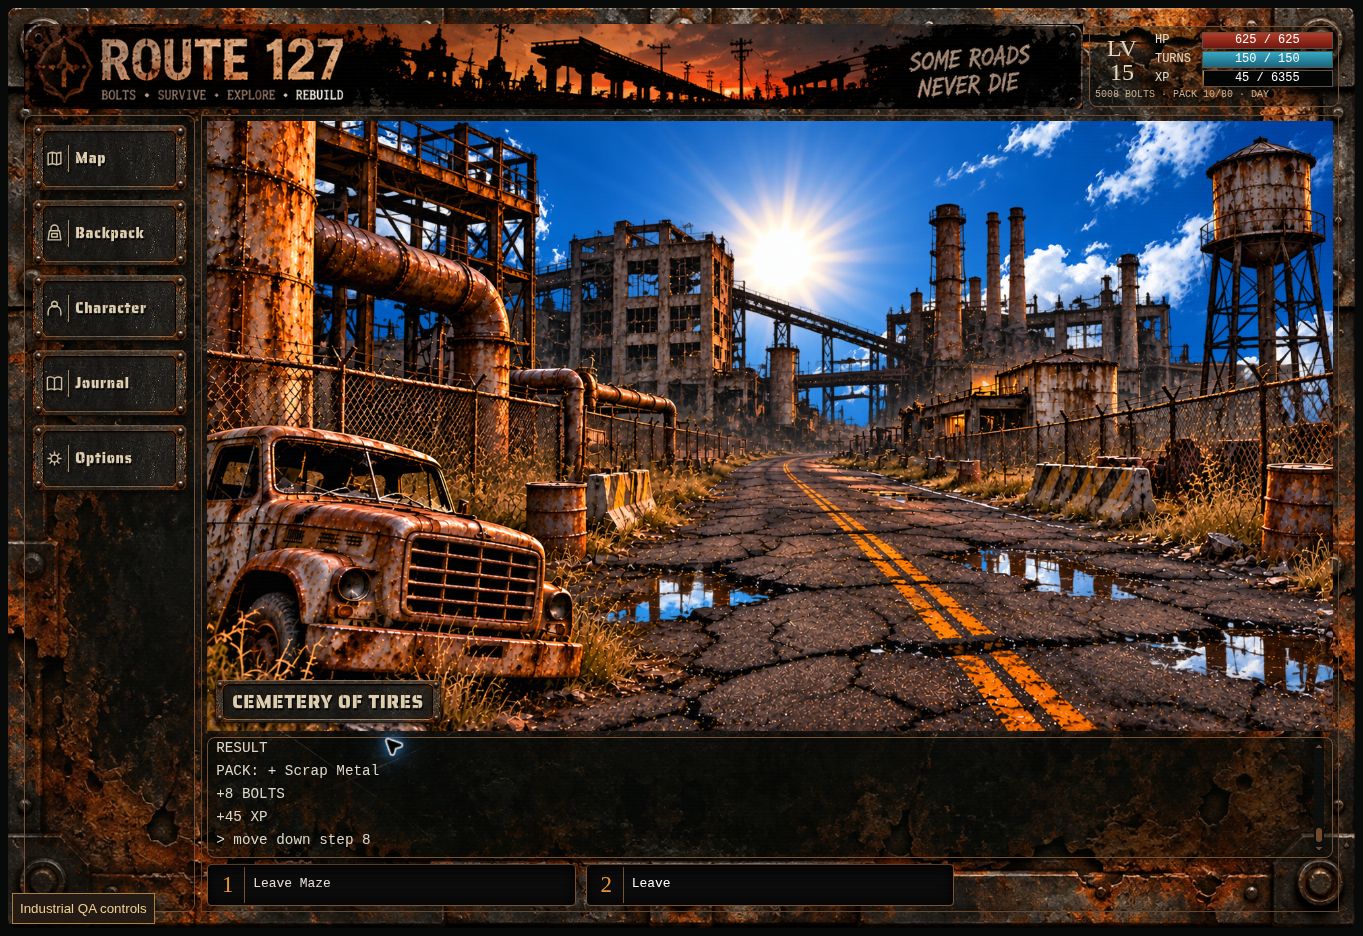 ROUTE 127
BOLTS • SURVIVE • EXPLORE • REBUILD
SOME ROADS
NEVER DIE
LV
15
HP
625 / 625
TURNS
150 / 150
XP
45 / 6355
5008 BOLTS · PACK 10/80 · DAY
Map
Backpack
Character
Journal
Options
CEMETERY OF TIRES
RESULT
PACK: + Scrap Metal
+8 BOLTS
+45 XP
> move down step 8
1 Leave Maze
2 Leave
Industrial QA controls